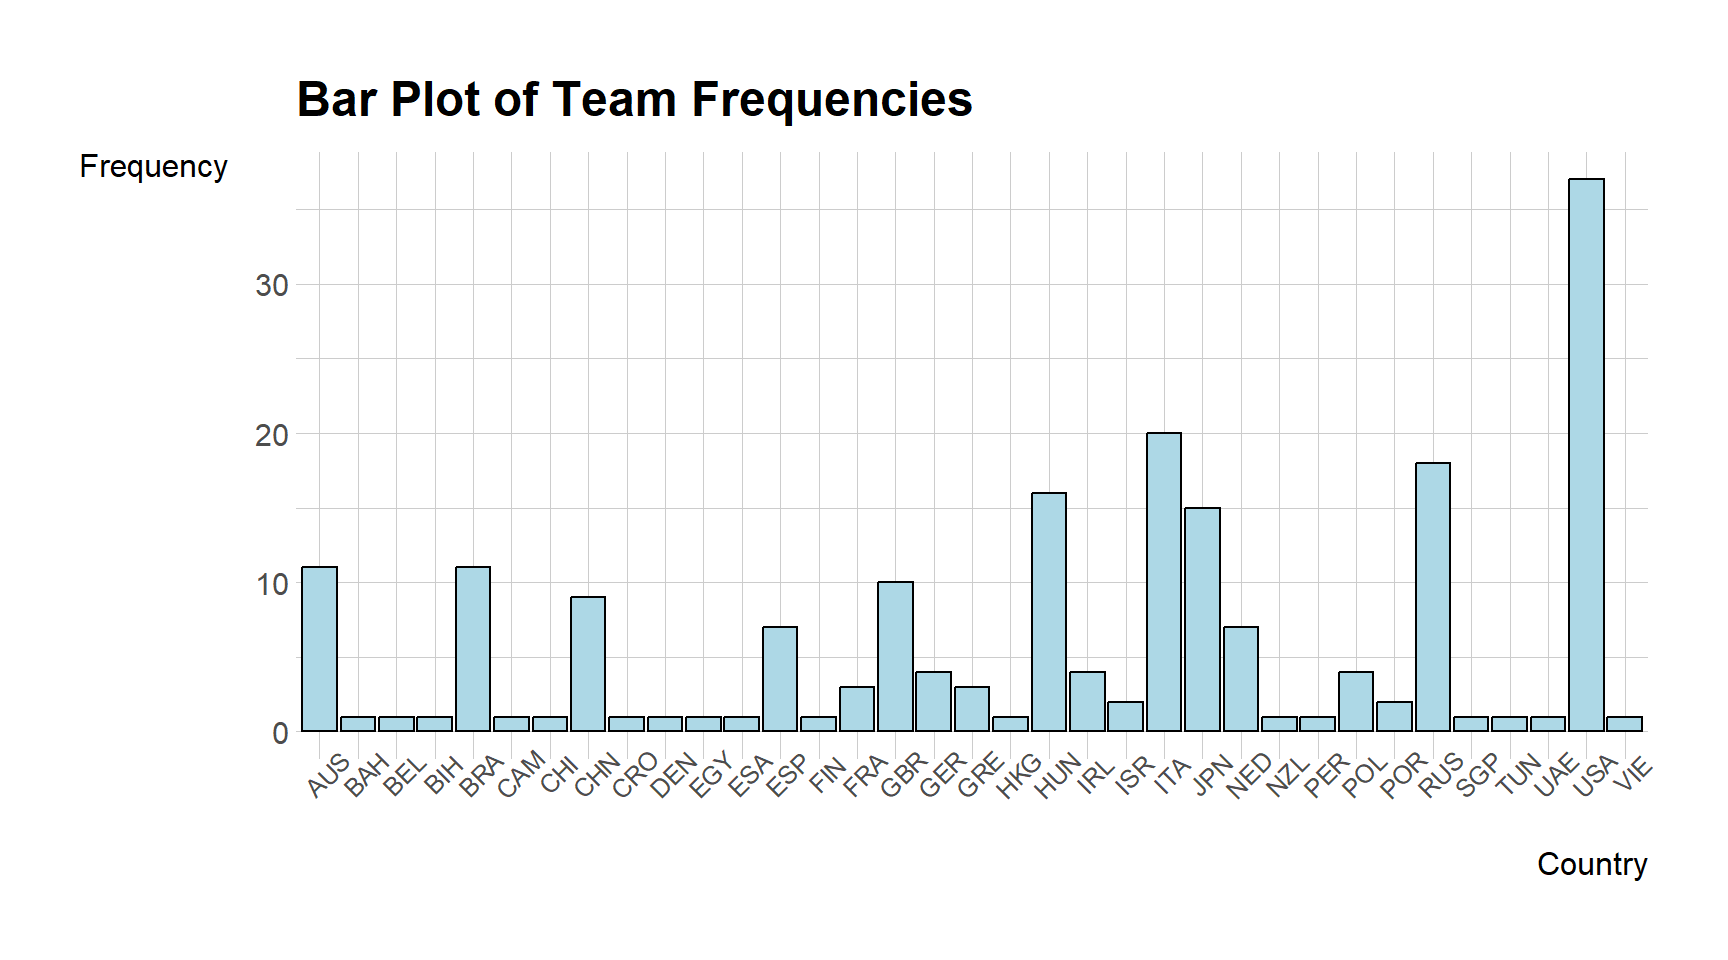 Bar Plot of Team Frequencies
Frequency
30
20
10
0
AUS BAH BEL BIH BRA CAM CHI CHN CRO DEN EGY ESA ESP FIN FRA GBR GER GRE HKG HUN IRL ISR ITA JPN NED NZL PER POL POR RUS SGP TUN UAE USA VIE
Country